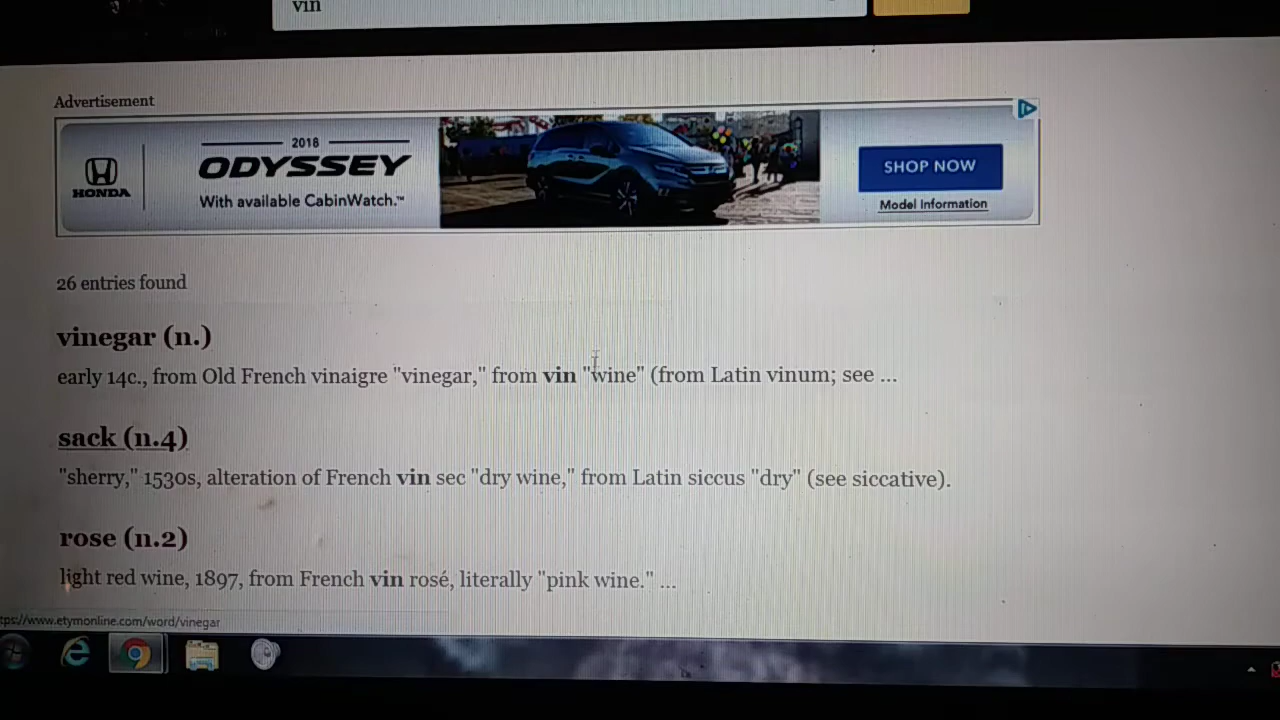 vin
Advertisement
2018
ODYSSEY
HONDA
With available CabinWatch.™
SHOP NOW
Model Information
26 entries found
vinegar (n.)
early 14c., from Old French vinaigre "vinegar," from vin "wine" (from Latin vinum; see ...
sack (n.4)
"sherry," 1530s, alteration of French vin sec "dry wine," from Latin siccus "dry" (see siccative).
rose (n.2)
light red wine, 1897, from French vin rosé, literally "pink wine." ...
tps://www.etymonline.com/word/vinegar